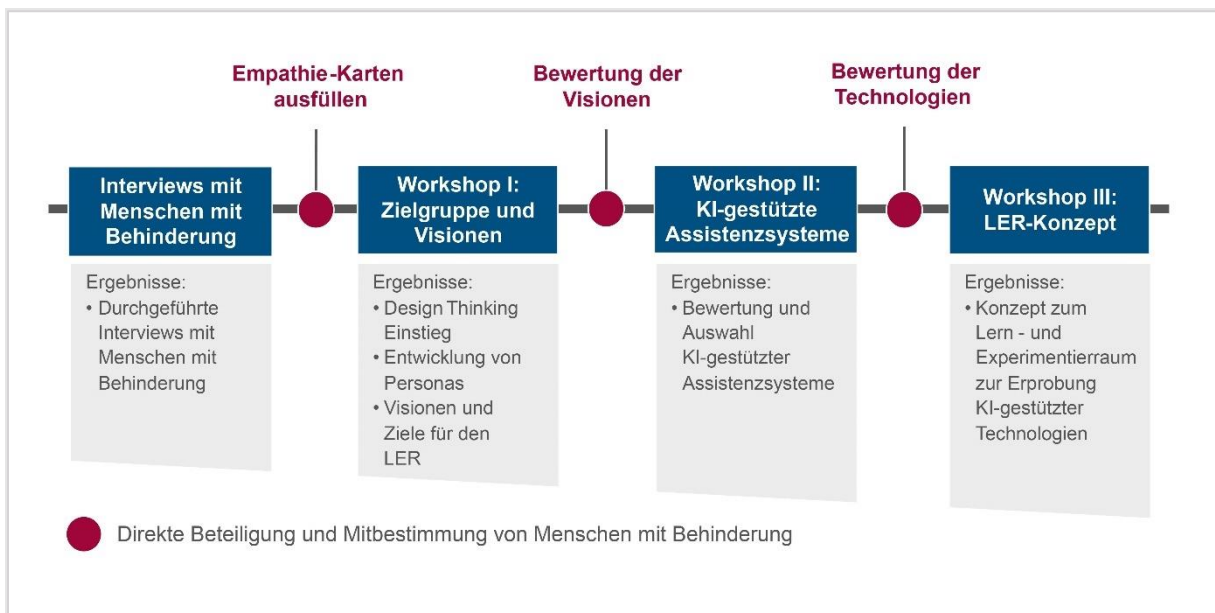 Empathie-Karten
ausfüllen
Bewertung der
Visionen
Bewertung der
Technologien
Interviews mit
Menschen mit
Behinderung
Workshop I:
Zielgruppe und
Visionen
Workshop II:
KI-gestützte
Assistenzsysteme
Workshop III:
LER-Konzept
Ergebnisse:
• Durchgeführte
Interviews mit
Menschen mit
Behinderung
Ergebnisse:
• Design Thinking
Einstieg
• Entwicklung von
Personas
• Visionen und
Ziele für den
LER
Ergebnisse:
• Bewertung und
Auswahl
KI-gestützter
Assistenzsysteme
Ergebnisse:
• Konzept zum
Lern - und
Experimentierraum
zur Erprobung
KI-gestützter
Technologien
Direkte Beteiligung und Mitbestimmung von Menschen mit Behinderung